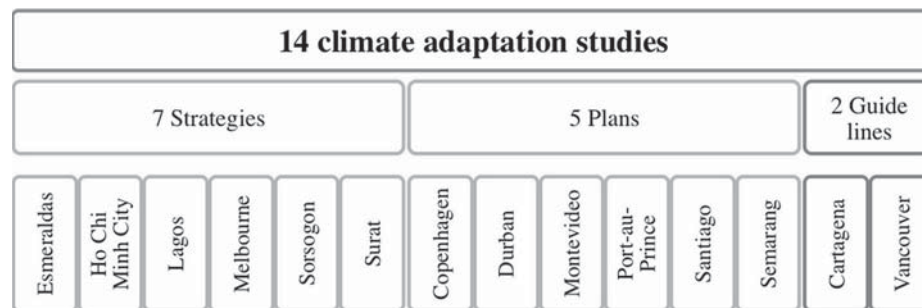 14 climate adaptation studies
7 Strategies
5 Plans
2 Guide
lines
Esmeraldas
Ho Chi
Minh City
Lagos
Melbourne
Sorsogon
Surat
Copenhagen
Durban
Montevideo
Port-au-
Prince
Santiago
Semarang
Cartagena
Vancouver